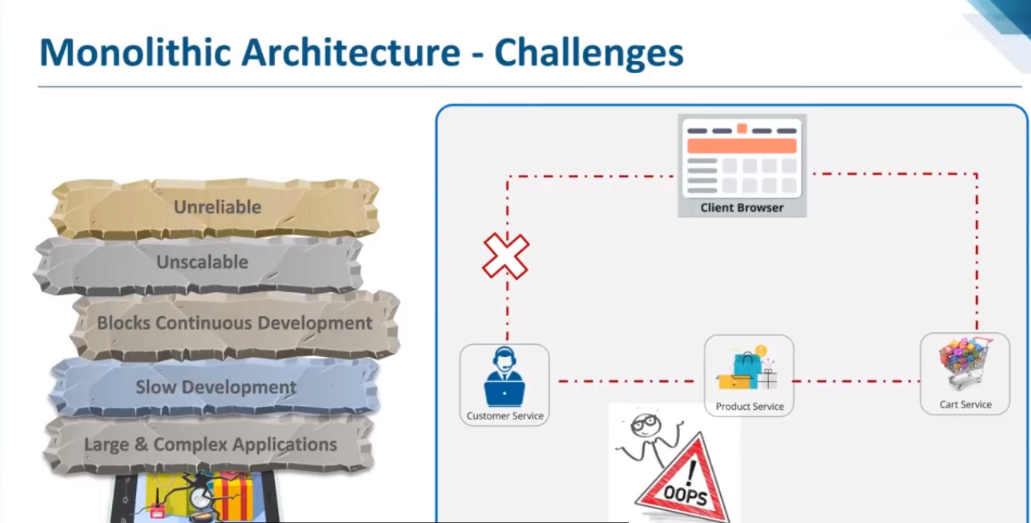 Monolithic Architecture - Challenges
Unreliable
Unscalable
Blocks Continuous Development
Slow Development
Large & Complex Applications
Client Browser
Customer Service
Product Service
Cart Service
!
OOPS